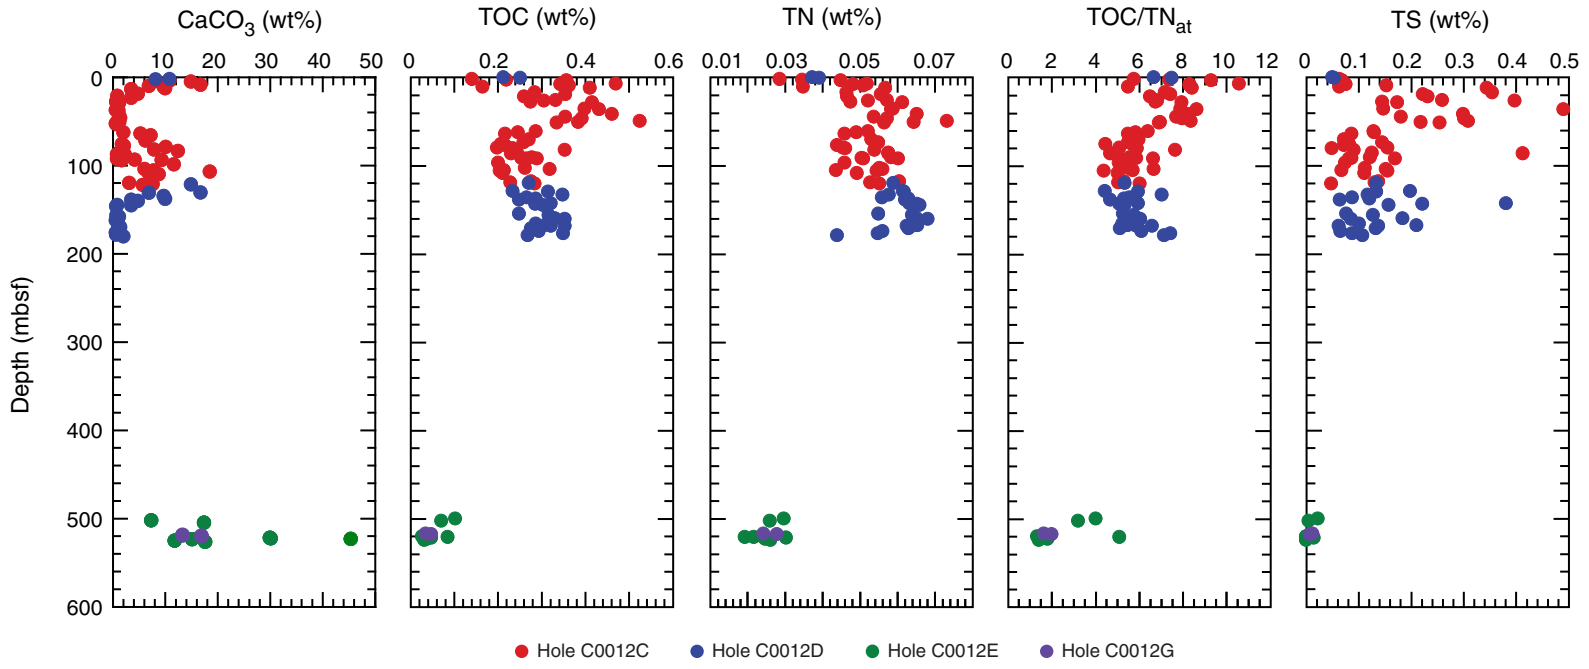 CaCO3 (wt%) TOC (wt%) TN (wt%) TOC/TNat TS (wt%)
0 10 20 30 40 50 0 0.2 0.4 0.6 0.01 0.03 0.05 0.07 0 2 4 6 8 10 12 0 0.1 0.2 0.3 0.4 0.5
0
100
200
300
400
500
600
Depth (mbsf)
Hole C0012C Hole C0012D Hole C0012E Hole C0012G